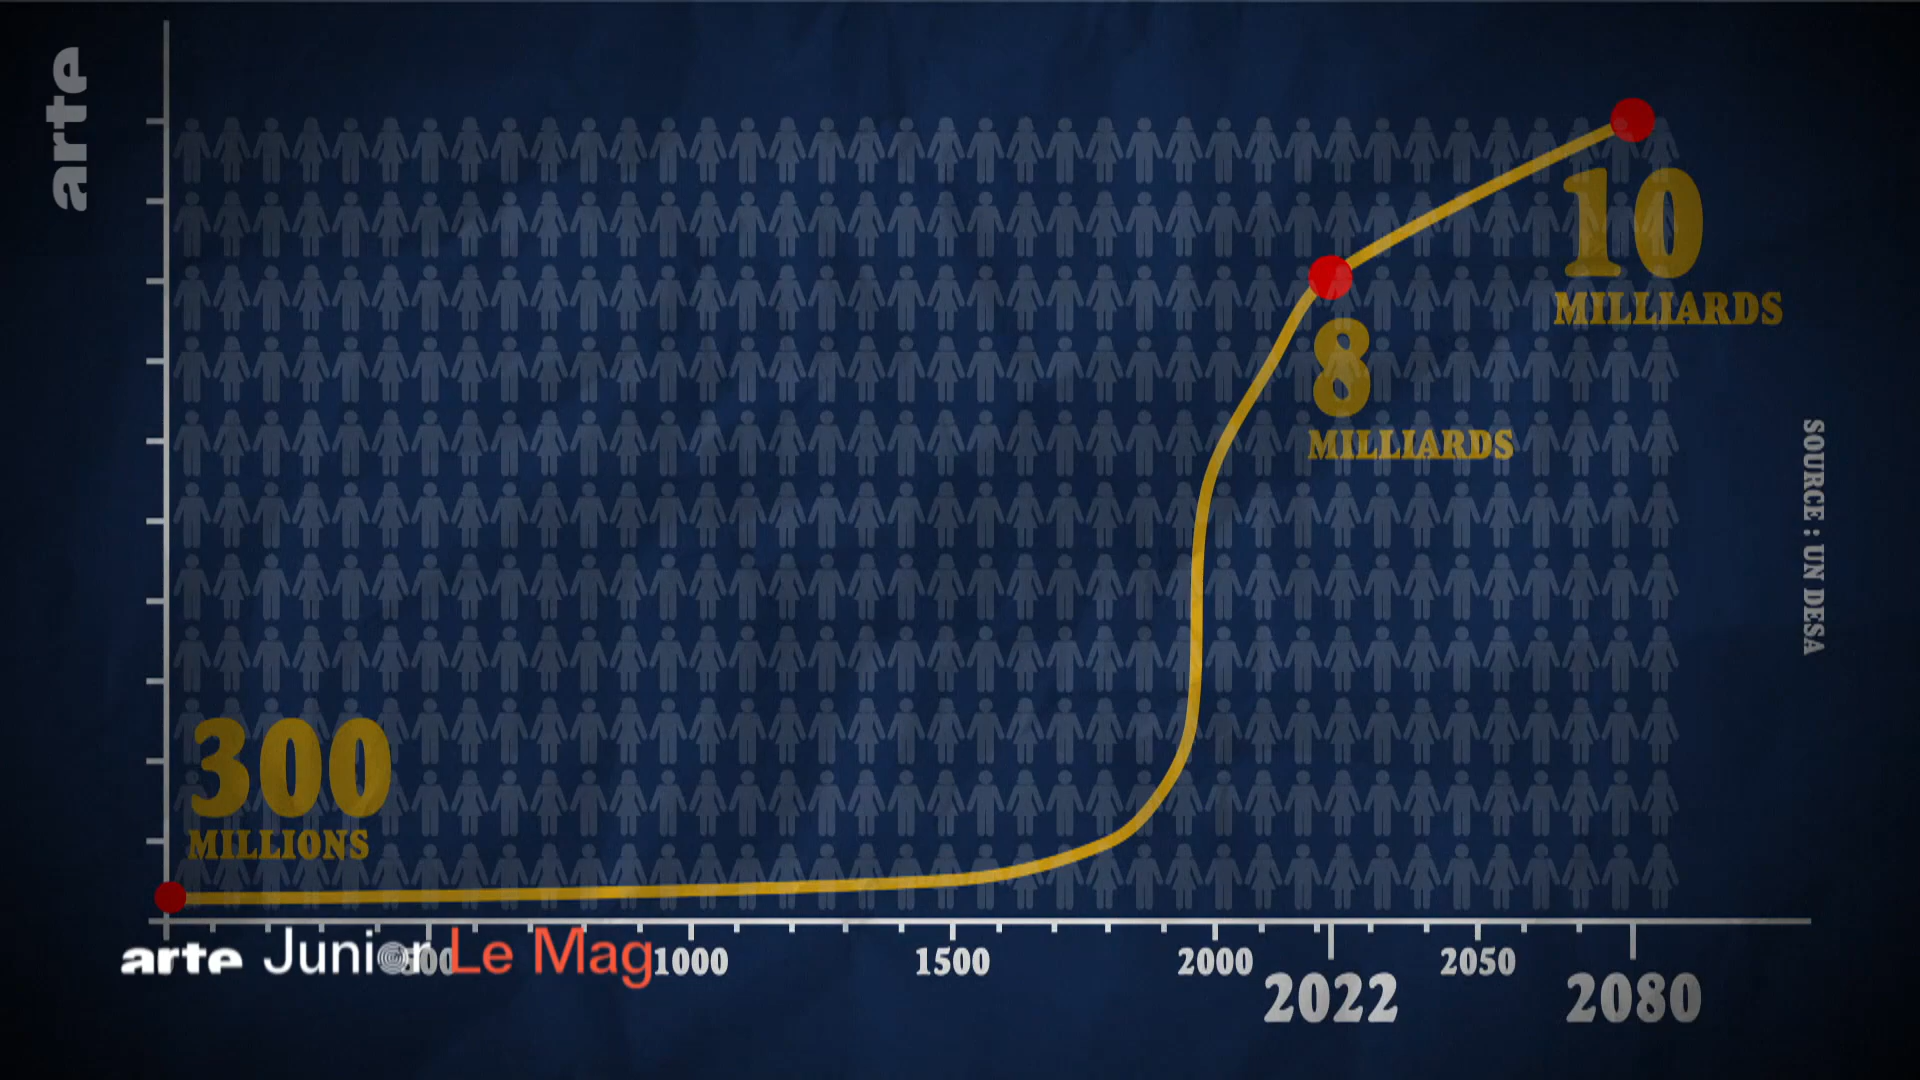 arte
10
MILLIARDS
8
MILLIARDS
SOURCE : UN DESA
300
MILLIONS
arte Junior Le Mag
1000
1500
2000
2050
2022
2080